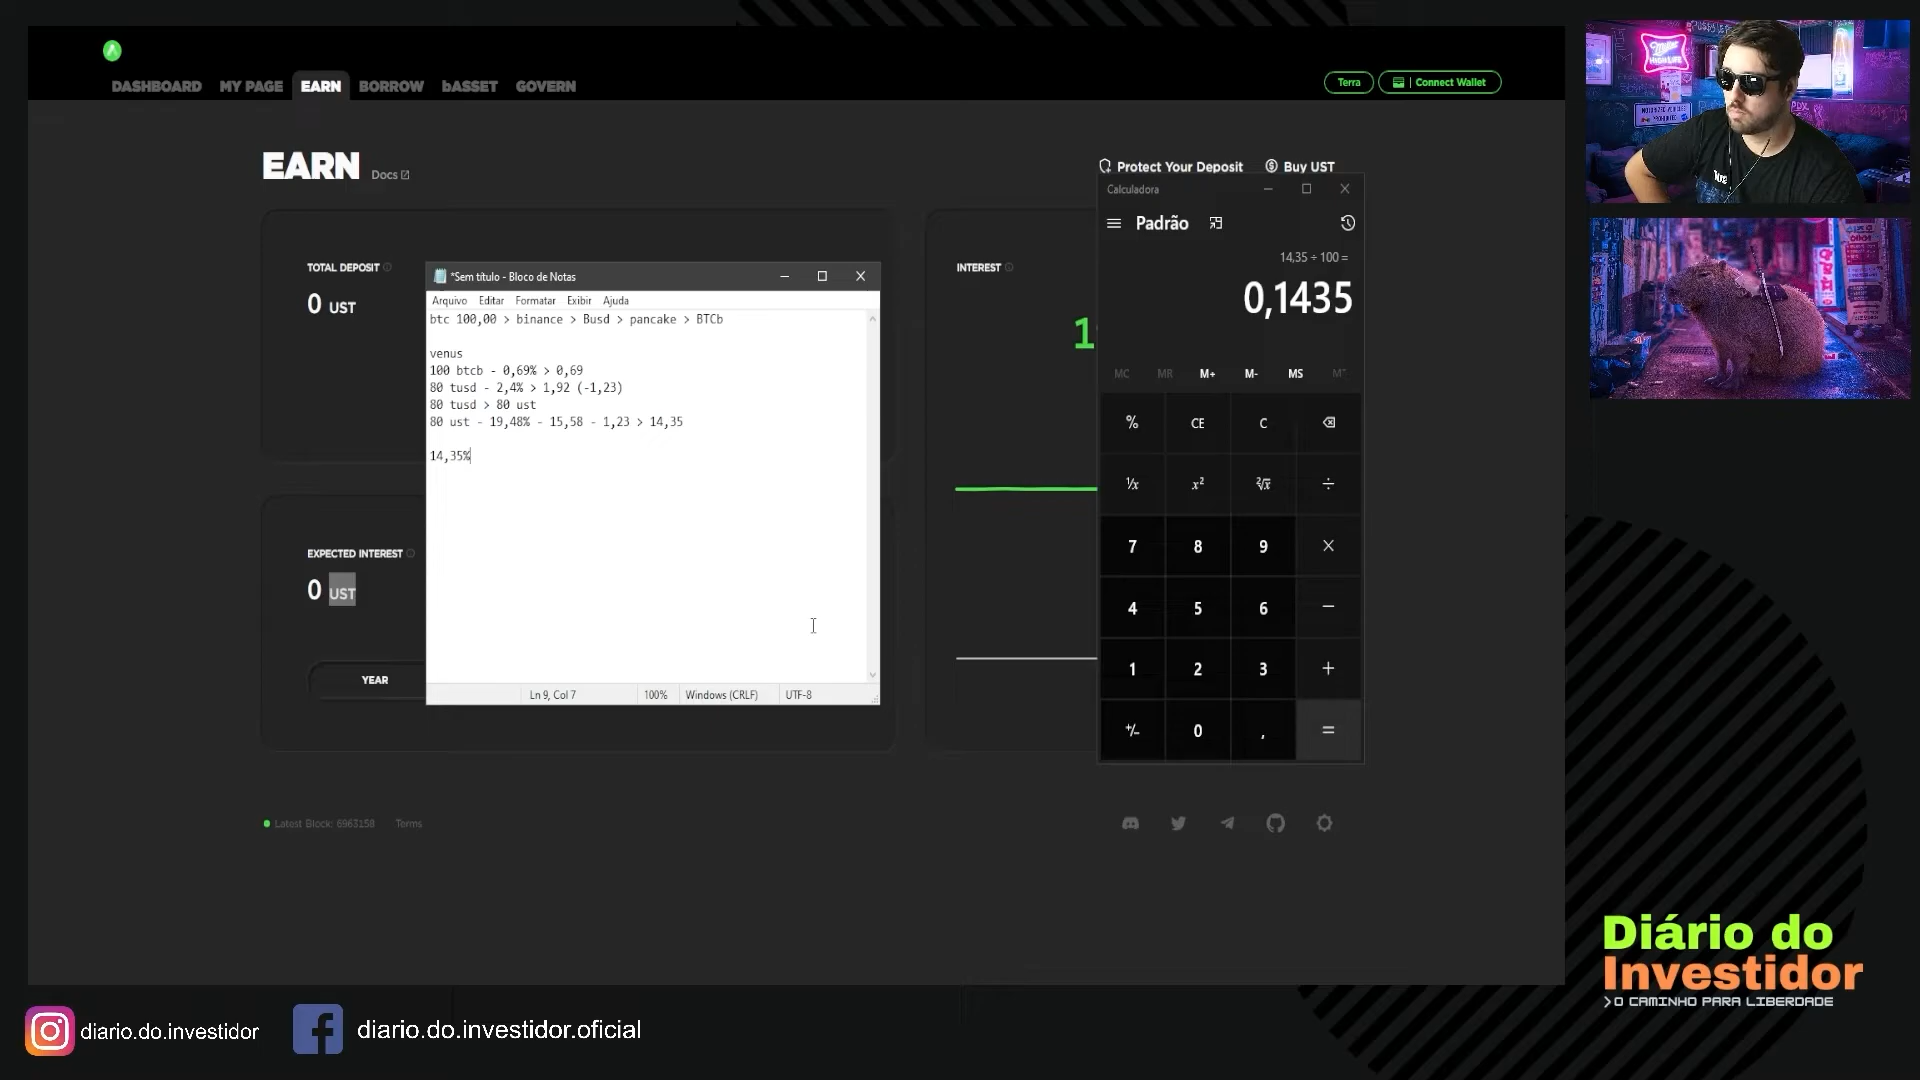 DASHBOARD MY PAGE EARN BORROW bASSET GOVERN
Terra
Connect Wallet
EARN
Docs
Protect Your Deposit
Buy UST
TOTAL DEPOSIT
0 UST
EXPECTED INTEREST
0 UST
YEAR
INTEREST
1
*Sem título - Bloco de Notas
Arquivo Editar Formatar Exibir Ajuda
btc 100,00 > binance > Busd > pancake > BTCb
venus
100 btcb - 0,69% > 0,69
80 tusd - 2,4% > 1,92 (-1,23)
80 tusd > 80 ust
80 ust - 19,48% - 15,58 - 1,23 > 14,35
14,35%
Ln 9, Col 7
100%
Windows (CRLF)
UTF-8
Calculadora
Padrão
14,35 ÷ 100 =
0,1435
MC MR M+ M- MS
% CE C
¹/x x² ²√x ÷
7 8 9 ×
4 5 6 −
1 2 3 +
+/- 0 , =
Latest Block: 6963158
Terms
Miller
HIGH LIFE
Diário do
Investidor
>O CAMINHO PARA LIBERDADE
diario.do.investidor
diario.do.investidor.oficial